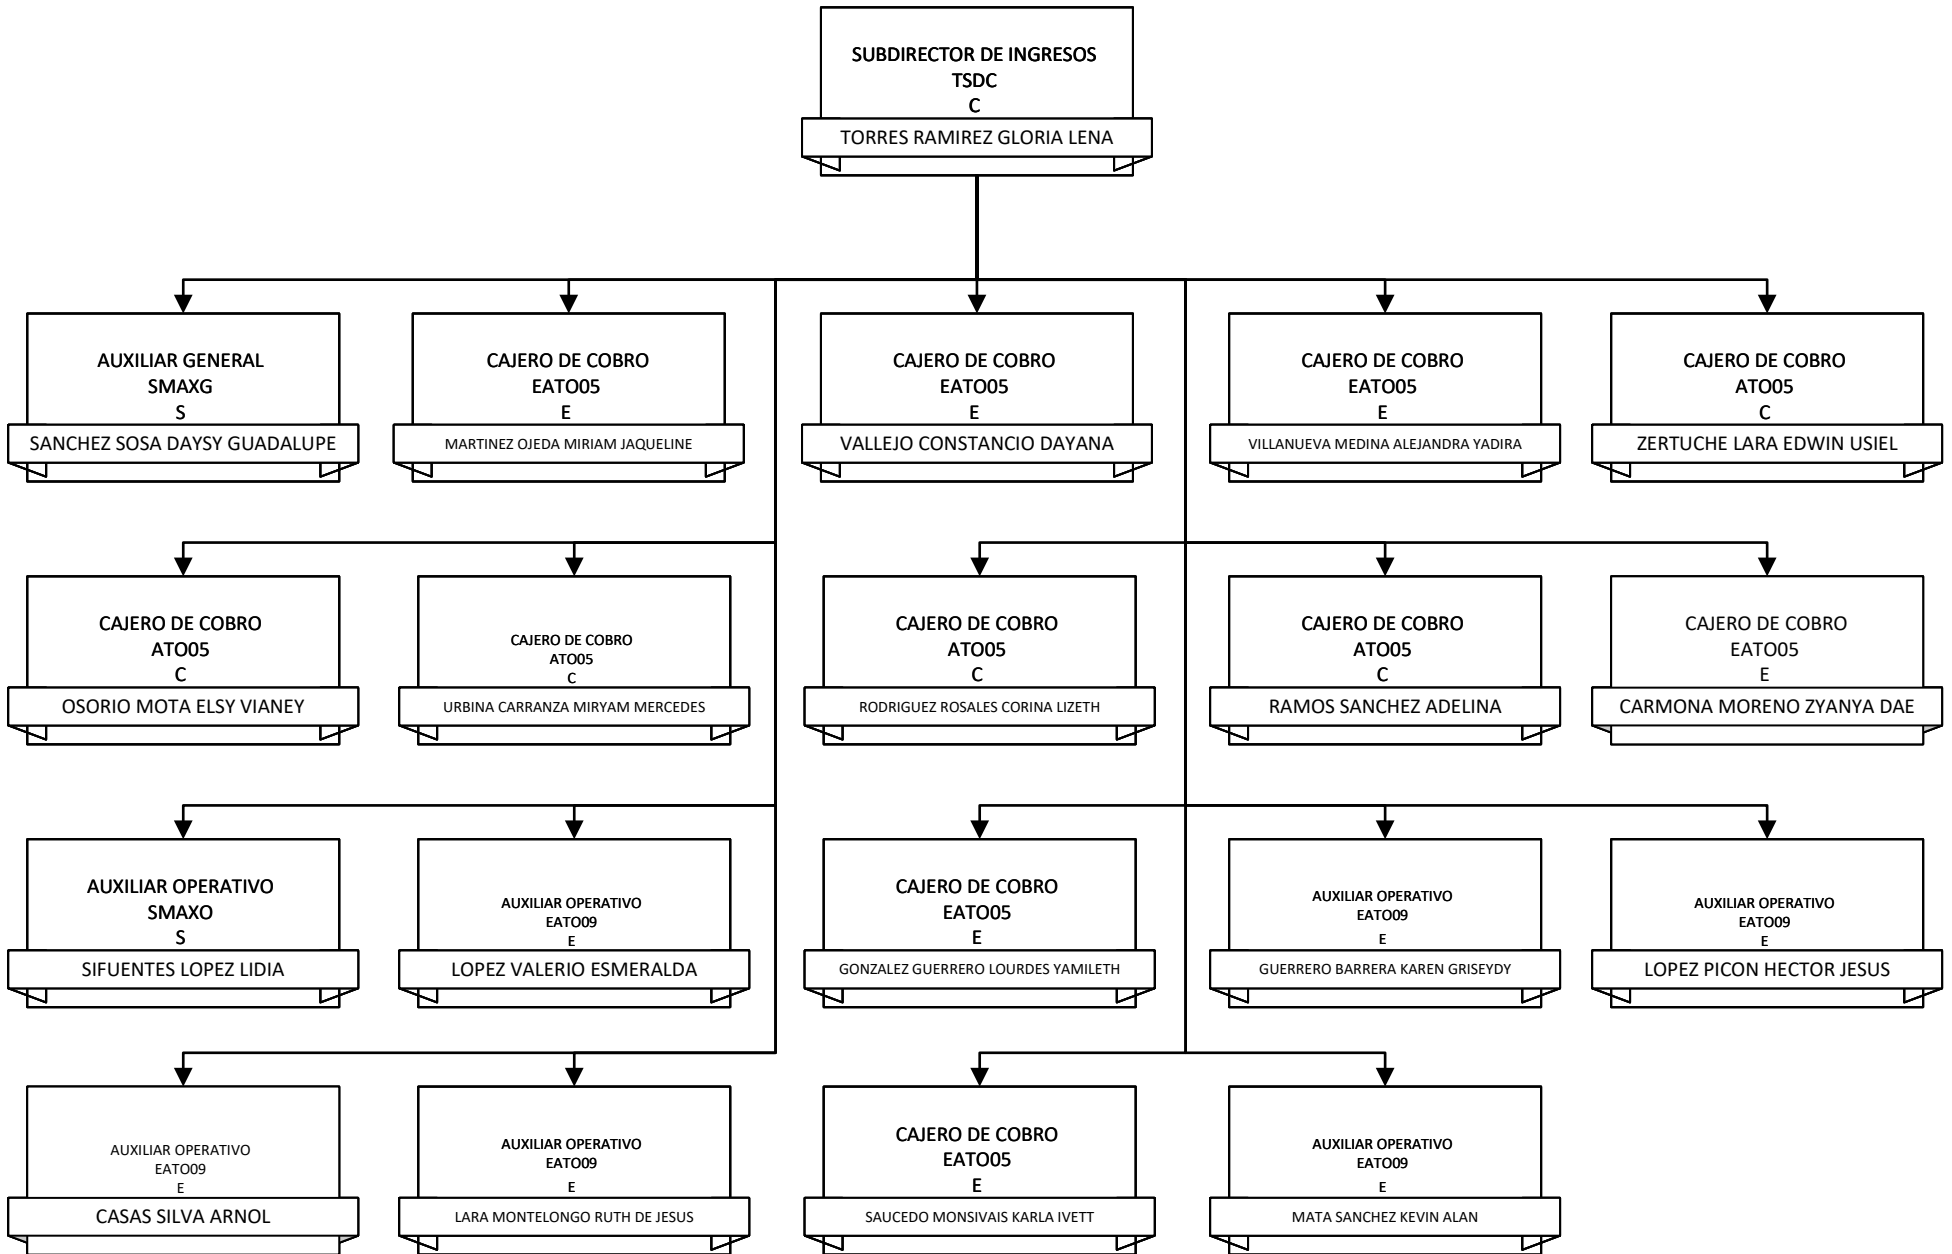 SUBDIRECTOR DE INGRESOS
TSDC
C
TORRES RAMIREZ GLORIA LENA
AUXILIAR GENERAL
SMAXG
S
SANCHEZ SOSA DAYSY GUADALUPE
CAJERO DE COBRO
EATO05
E
MARTINEZ OJEDA MIRIAM JAQUELINE
CAJERO DE COBRO
EATO05
E
VALLEJO CONSTANCIO DAYANA
CAJERO DE COBRO
EATO05
E
VILLANUEVA MEDINA ALEJANDRA YADIRA
CAJERO DE COBRO
ATO05
C
ZERTUCHE LARA EDWIN USIEL
CAJERO DE COBRO
ATO05
C
OSORIO MOTA ELSY VIANEY
CAJERO DE COBRO
ATO05
C
URBINA CARRANZA MIRYAM MERCEDES
CAJERO DE COBRO
ATO05
C
RODRIGUEZ ROSALES CORINA LIZETH
CAJERO DE COBRO
ATO05
C
RAMOS SANCHEZ ADELINA
CAJERO DE COBRO
EATO05
E
CARMONA MORENO ZYANYA DAE
AUXILIAR OPERATIVO
SMAXO
S
SIFUENTES LOPEZ LIDIA
AUXILIAR OPERATIVO
EATO09
E
LOPEZ VALERIO ESMERALDA
CAJERO DE COBRO
EATO05
E
GONZALEZ GUERRERO LOURDES YAMILETH
AUXILIAR OPERATIVO
EATO09
E
GUERRERO BARRERA KAREN GRISEYDY
AUXILIAR OPERATIVO
EATO09
E
LOPEZ PICON HECTOR JESUS
AUXILIAR OPERATIVO
EATO09
E
CASAS SILVA ARNOL
AUXILIAR OPERATIVO
EATO09
E
LARA MONTELONGO RUTH DE JESUS
CAJERO DE COBRO
EATO05
E
SAUCEDO MONSIVAIS KARLA IVETT
AUXILIAR OPERATIVO
EATO09
E
MATA SANCHEZ KEVIN ALAN